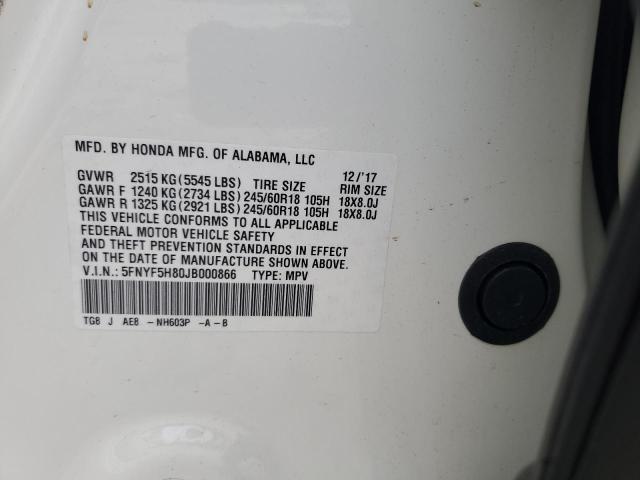 MFD. BY HONDA MFG. OF ALABAMA, LLC
12/'17
GVWR 2515 KG(5545 LBS) TIRE SIZE RIM SIZE
GAWR F 1240 KG(2734 LBS) 245/60R18 105H 18X8.0J
GAWR R 1325 KG(2921 LBS) 245/60R18 105H 18X8.0J
THIS VEHICLE CONFORMS TO ALL APPLICABLE
FEDERAL MOTOR VEHICLE SAFETY
AND THEFT PREVENTION STANDARDS IN EFFECT
ON THE DATE OF MANUFACTURE SHOWN ABOVE.
V.I.N.: 5FNYF5H80JB000866 TYPE: MPV
TG8 J AE8 -NH603P -A-B